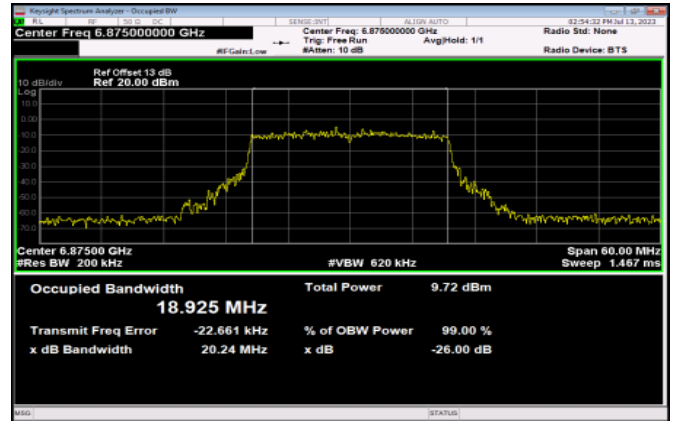 Keysight Spectrum Analyzer - Occupied BW
RL RF 50 Ω DC SENSE:INT ALIGN AUTO 02:54:32 PM Jul 13, 2023
Center Freq 6.875000000 GHz Center Freq: 6.875000000 GHz Radio Std: None
Trig: Free Run Avg|Hold: 1/1
#IFGain:Low #Atten: 10 dB Radio Device: BTS
Ref Offset 13 dB
10 dB/div Ref 20.00 dBm
Log
10.0
0.00
10.0
20.0
30.0
40.0
50.0
60.0
70.0
Center 6.87500 GHz Span 60.00 MHz
#Res BW 200 kHz #VBW 620 kHz Sweep 1.467 ms
Occupied Bandwidth Total Power 9.72 dBm
18.925 MHz
Transmit Freq Error -22.661 kHz % of OBW Power 99.00 %
x dB Bandwidth 20.24 MHz x dB -26.00 dB
MSG STATUS